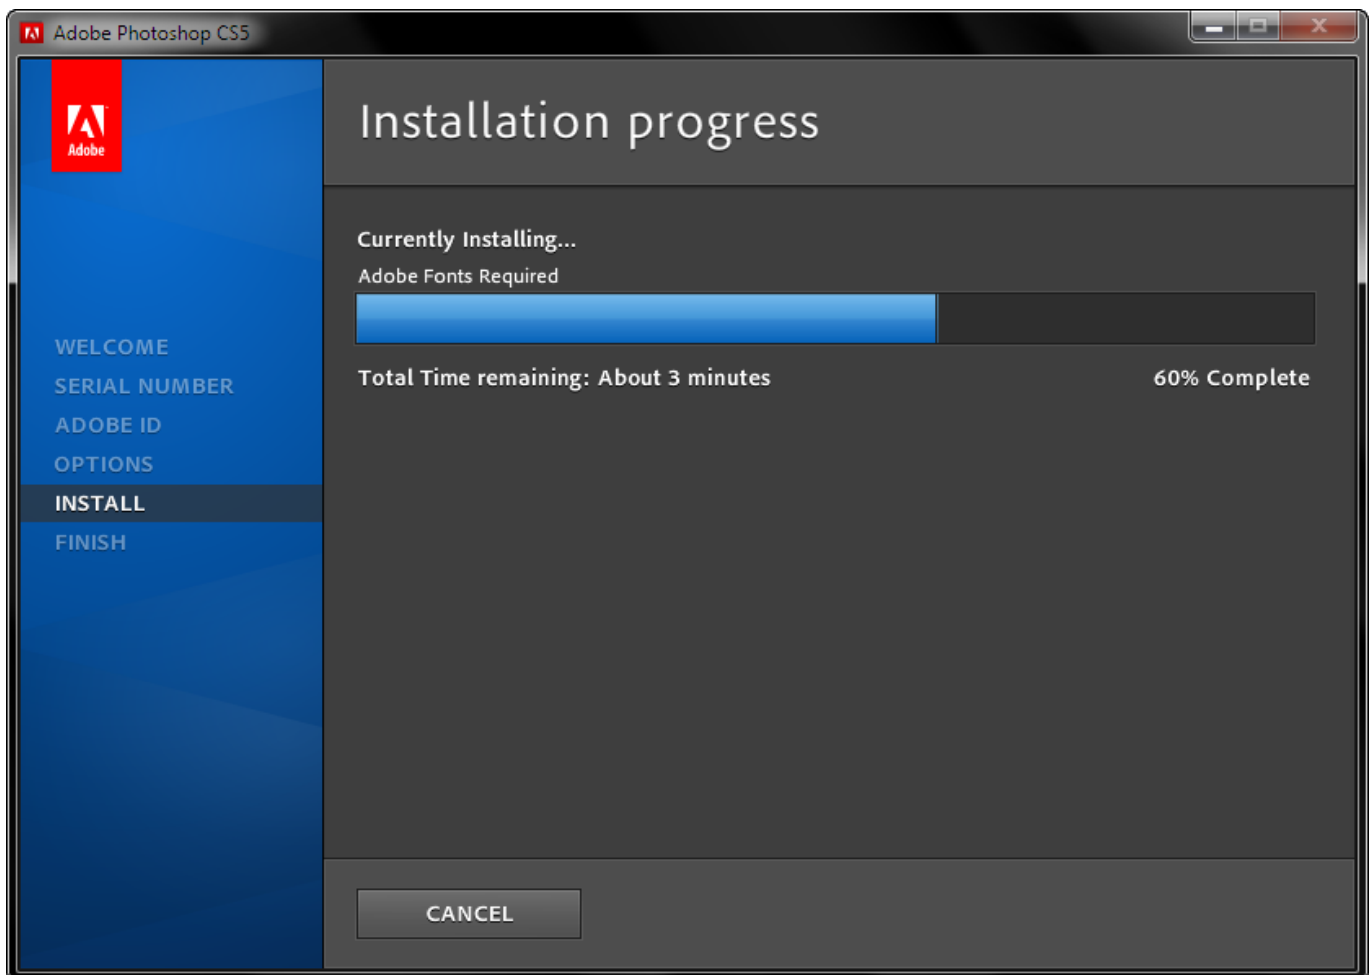 Adobe Photoshop CS5
Adobe
Installation progress
Currently Installing...
Adobe Fonts Required
Total Time remaining: About 3 minutes
60% Complete
WELCOME
SERIAL NUMBER
ADOBE ID
OPTIONS
INSTALL
FINISH
CANCEL